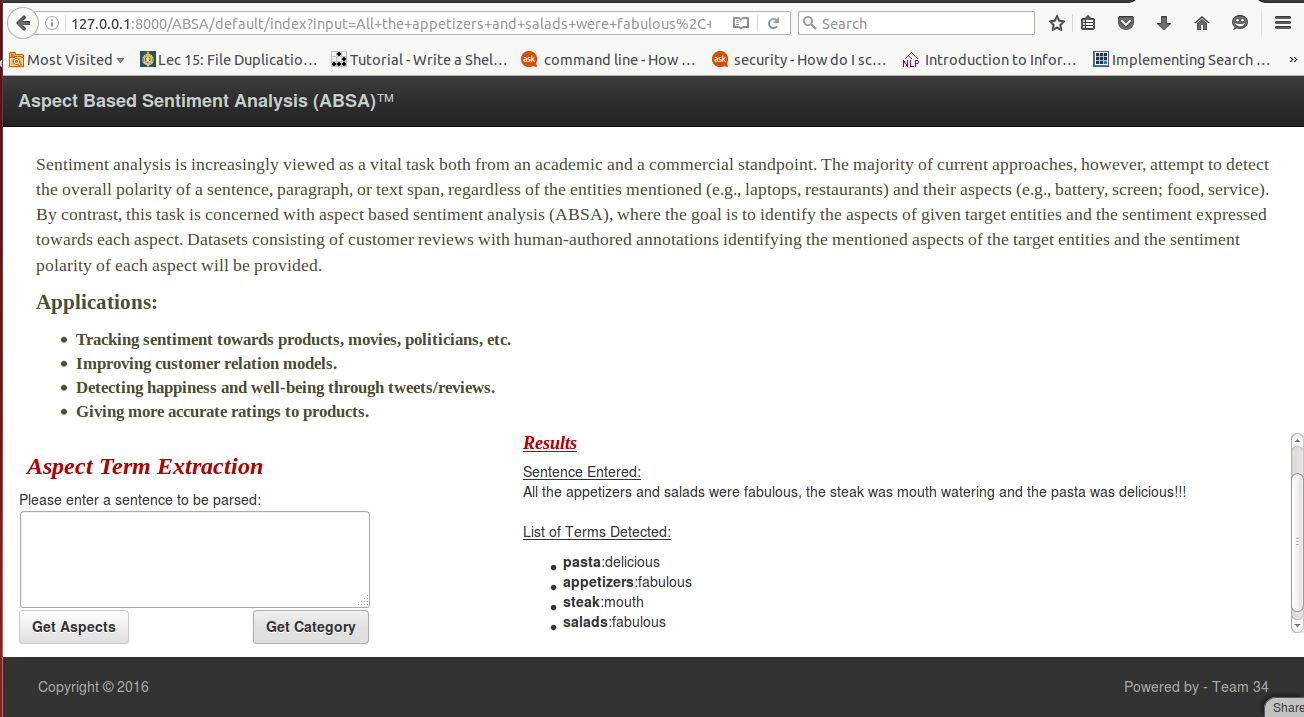 127.0.0.1:8000/ABSA/default/index?input=All+the+appetizers+and+salads+were+fabulous%2C+
Search
Most Visited
Lec 15: File Duplicatio...
Tutorial - Write a Shel...
ask
command line - How ...
ask
security - How do I sc...
NLP
Introduction to Infor...
Implementing Search ...
»
Aspect Based Sentiment Analysis (ABSA)™
Sentiment analysis is increasingly viewed as a vital task both from an academic and a commercial standpoint. The majority of current approaches, however, attempt to detect
the overall polarity of a sentence, paragraph, or text span, regardless of the entities mentioned (e.g., laptops, restaurants) and their aspects (e.g., battery, screen; food, service).
By contrast, this task is concerned with aspect based sentiment analysis (ABSA), where the goal is to identify the aspects of given target entities and the sentiment expressed
towards each aspect. Datasets consisting of customer reviews with human-authored annotations identifying the mentioned aspects of the target entities and the sentiment
polarity of each aspect will be provided.
Applications:
• Tracking sentiment towards products, movies, politicians, etc.
• Improving customer relation models.
• Detecting happiness and well-being through tweets/reviews.
• Giving more accurate ratings to products.
Aspect Term Extraction
Please enter a sentence to be parsed:
Get Aspects
Get Category
Results
Sentence Entered:
All the appetizers and salads were fabulous, the steak was mouth watering and the pasta was delicious!!!
List of Terms Detected:
• pasta:delicious
• appetizers:fabulous
• steak:mouth
• salads:fabulous
Copyright © 2016
Powered by - Team 34
Share